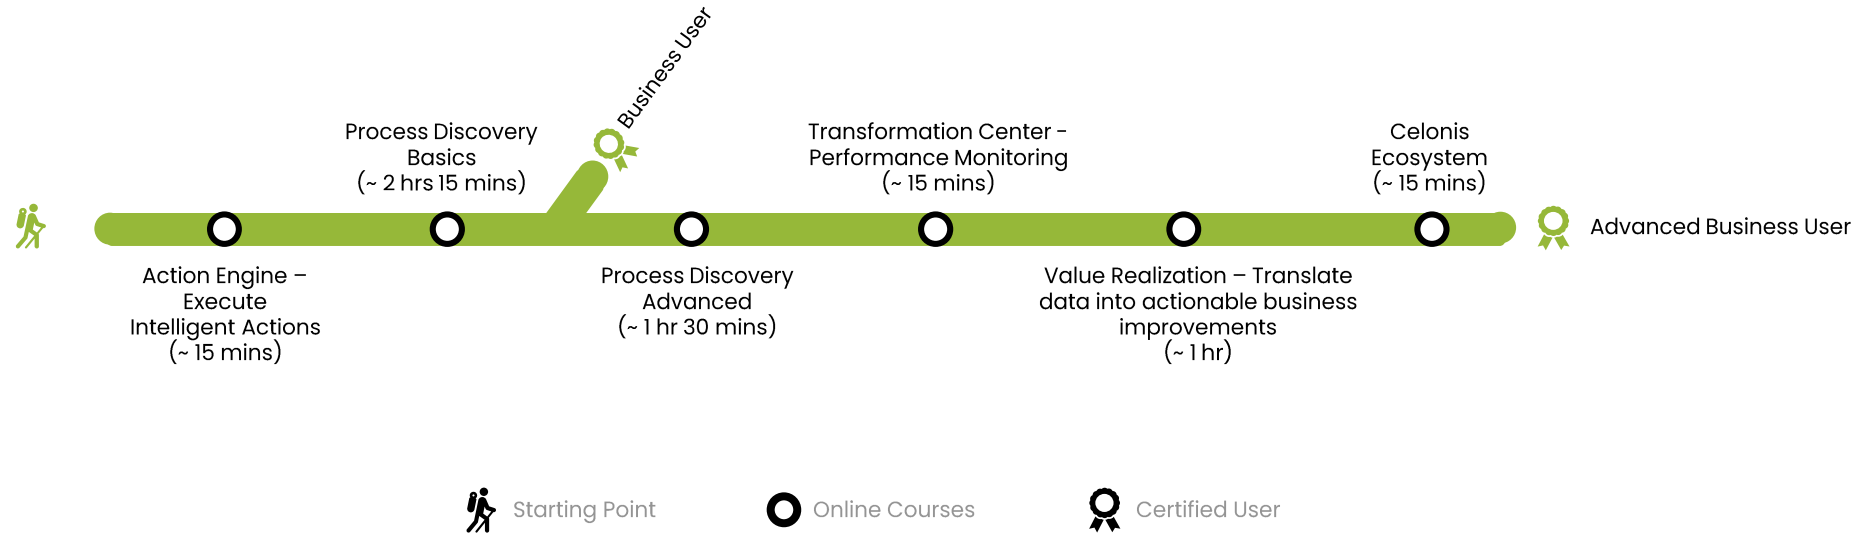 Business User
Process Discovery
Basics
(~ 2 hrs 15 mins)
Transformation Center -
Performance Monitoring
(~ 15 mins)
Celonis
Ecosystem
(~ 15 mins)
Advanced Business User
Action Engine –
Execute
Intelligent Actions
(~ 15 mins)
Process Discovery
Advanced
(~ 1 hr 30 mins)
Value Realization – Translate
data into actionable business
improvements
(~ 1 hr)
Starting Point
Online Courses
Certified User